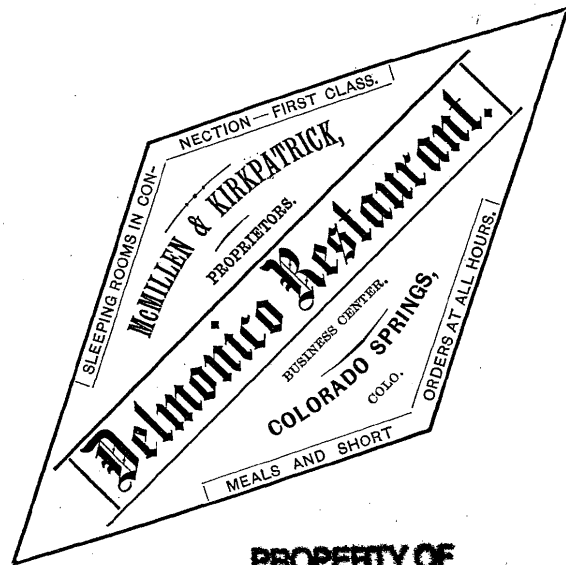 SLEEPING ROOMS IN CON-
NECTION—FIRST CLASS.
McMILLEN & KIRKPATRICK,
PROPRIETORS.
Delmonico Restaurant.
BUSINESS CENTER.
COLORADO SPRINGS,
COLO.
MEALS AND SHORT
ORDERS AT ALL HOURS.
PROPERTY OF